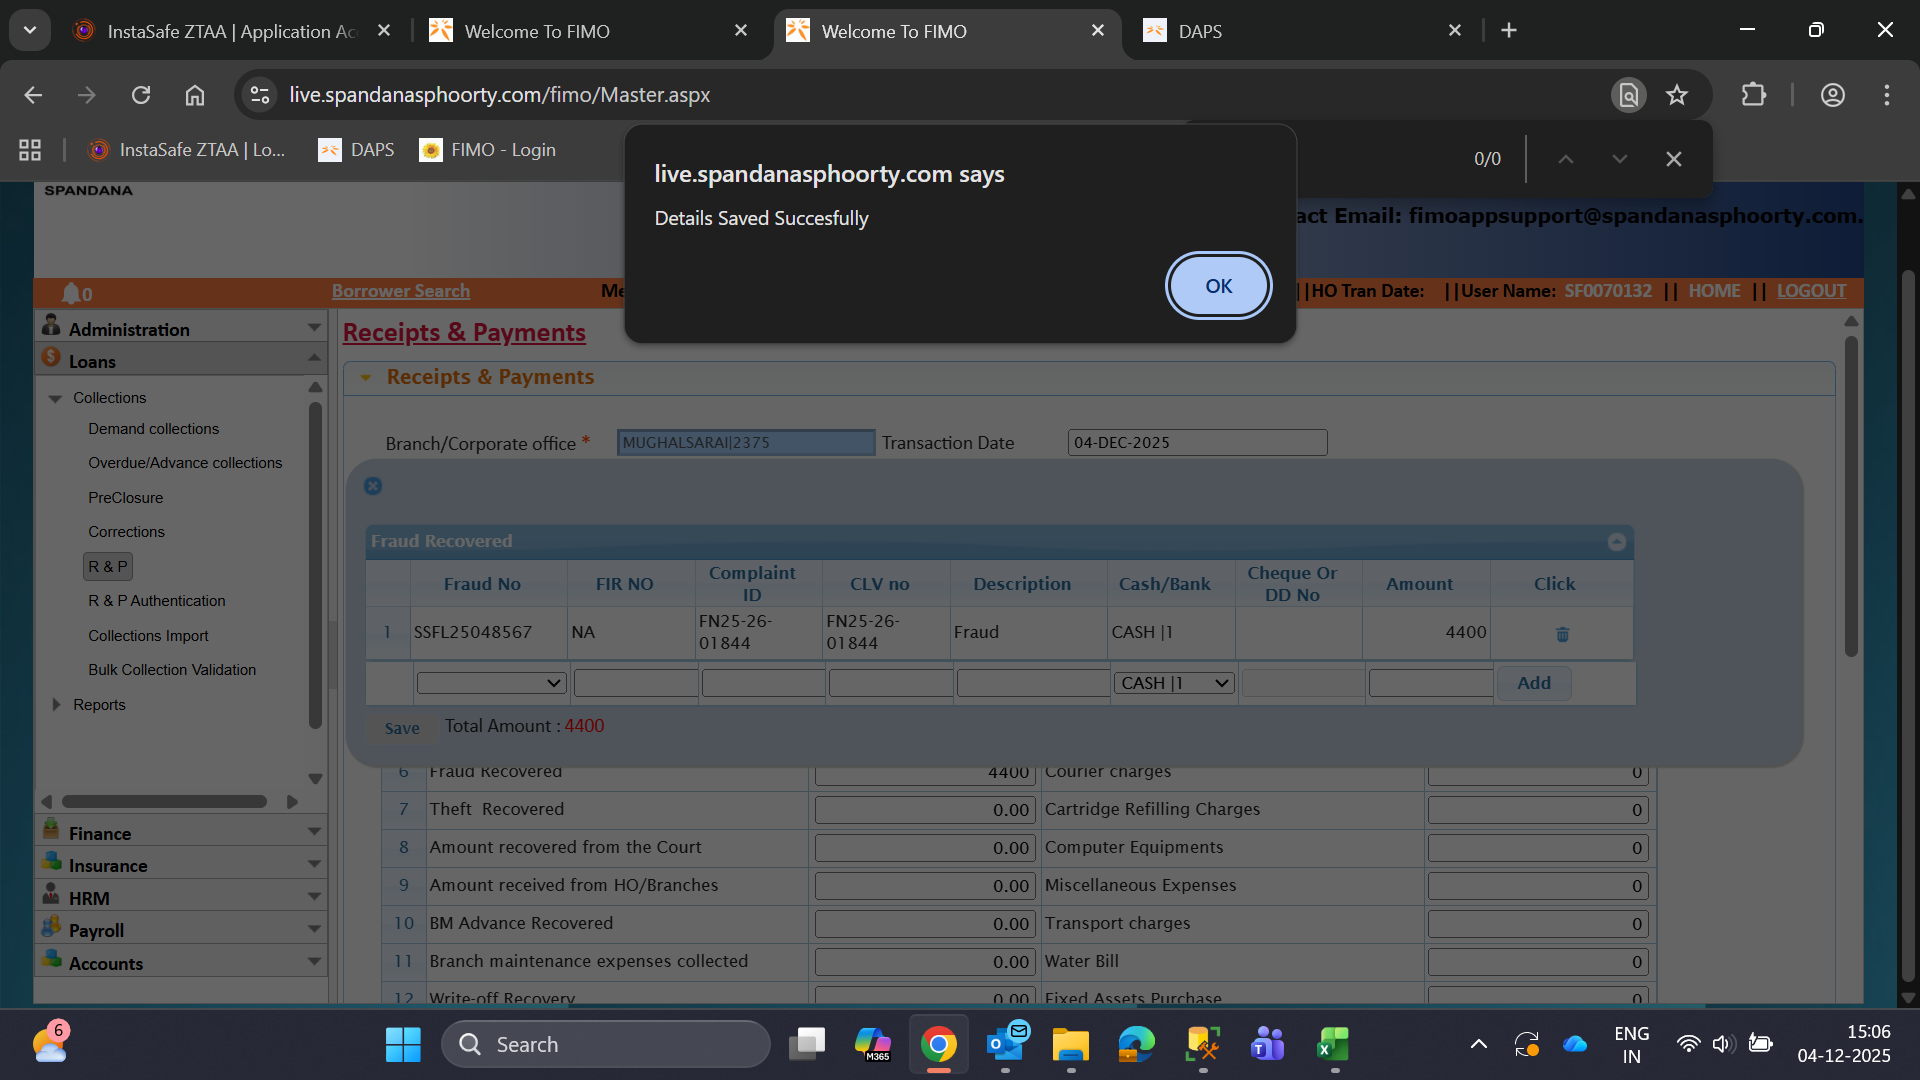 InstaSafe ZTAA | Application Acc
Welcome To FIMO
Welcome To FIMO
DAPS
live.spandanasphoorty.com/fimo/Master.aspx
InstaSafe ZTAA | Lo...
DAPS
FIMO - Login
live.spandanasphoorty.com says
Details Saved Succesfully
OK
0/0
SPANDANA
act Email: fimoappsupport@spandanasphoorty.com.
0
Borrower Search
Me
||HO Tran Date: ||User Name: SF0070132 || HOME || LOGOUT
Administration
Loans
Collections
Demand collections
Overdue/Advance collections
PreClosure
Corrections
R & P
R & P Authentication
Collections Import
Bulk Collection Validation
Reports
Finance
Insurance
HRM
Payroll
Accounts
Receipts & Payments
Receipts & Payments
Branch/Corporate office * MUGHALSARAI|2375 Transaction Date 04-DEC-2025
Fraud Recovered
Fraud No FIR NO Complaint ID CLV no Description Cash/Bank Cheque Or DD No Amount Click
1 SSFL25048567 NA FN25-26-01844 FN25-26-01844 Fraud CASH |1 4400
CASH |1 Add
Save Total Amount : 4400
6 Fraud Recovered 4400 Courier charges 0
7 Theft Recovered 0.00 Cartridge Refilling Charges 0
8 Amount recovered from the Court 0.00 Computer Equipments 0
9 Amount received from HO/Branches 0.00 Miscellaneous Expenses 0
10 BM Advance Recovered 0.00 Transport charges 0
11 Branch maintenance expenses collected 0.00 Water Bill 0
12 Write-off Recovery 0.00 Fixed Assets Purchase 0
6
Search
M365
ENG
IN
15:06
04-12-2025